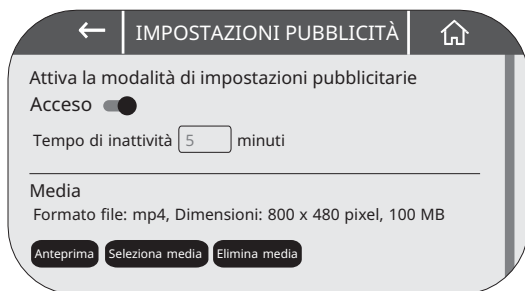 ← IMPOSTAZIONI PUBBLICITÀ
Attiva la modalità di impostazioni pubblicitarie
Acceso
Tempo di inattività 5 minuti
Media
Formato file: mp4, Dimensioni: 800 x 480 pixel, 100 MB
Anteprima Seleziona media Elimina media